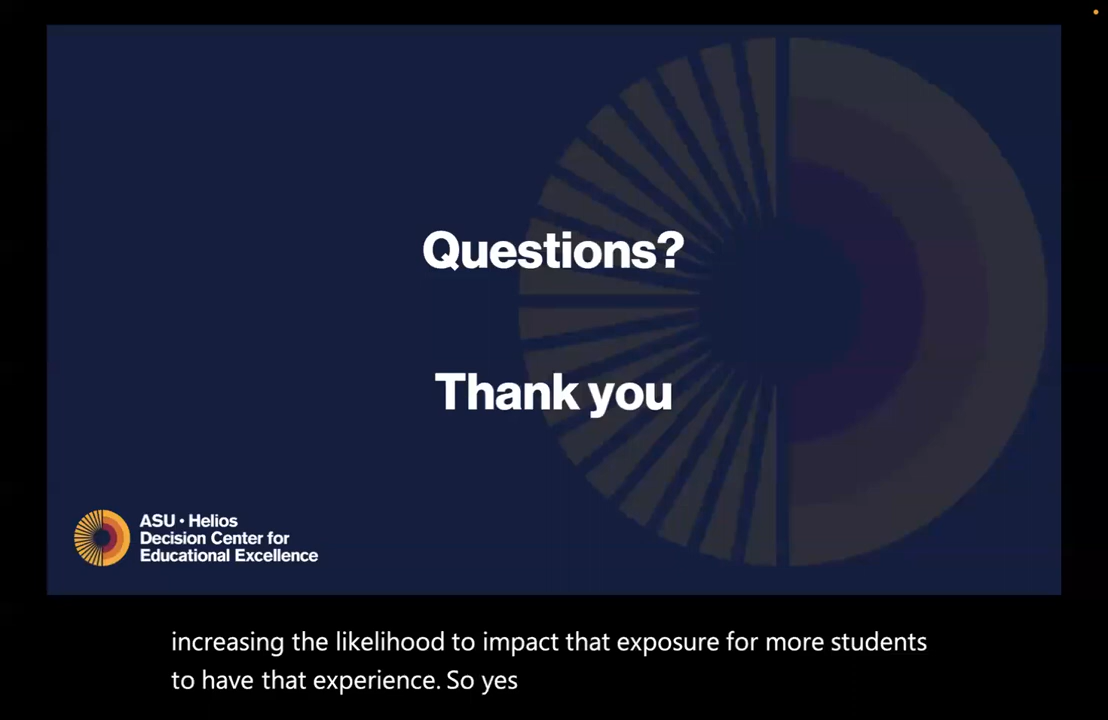 Questions?
Thank you
ASU • Helios
Decision Center for
Educational Excellence
increasing the likelihood to impact that exposure for more students
to have that experience. So yes